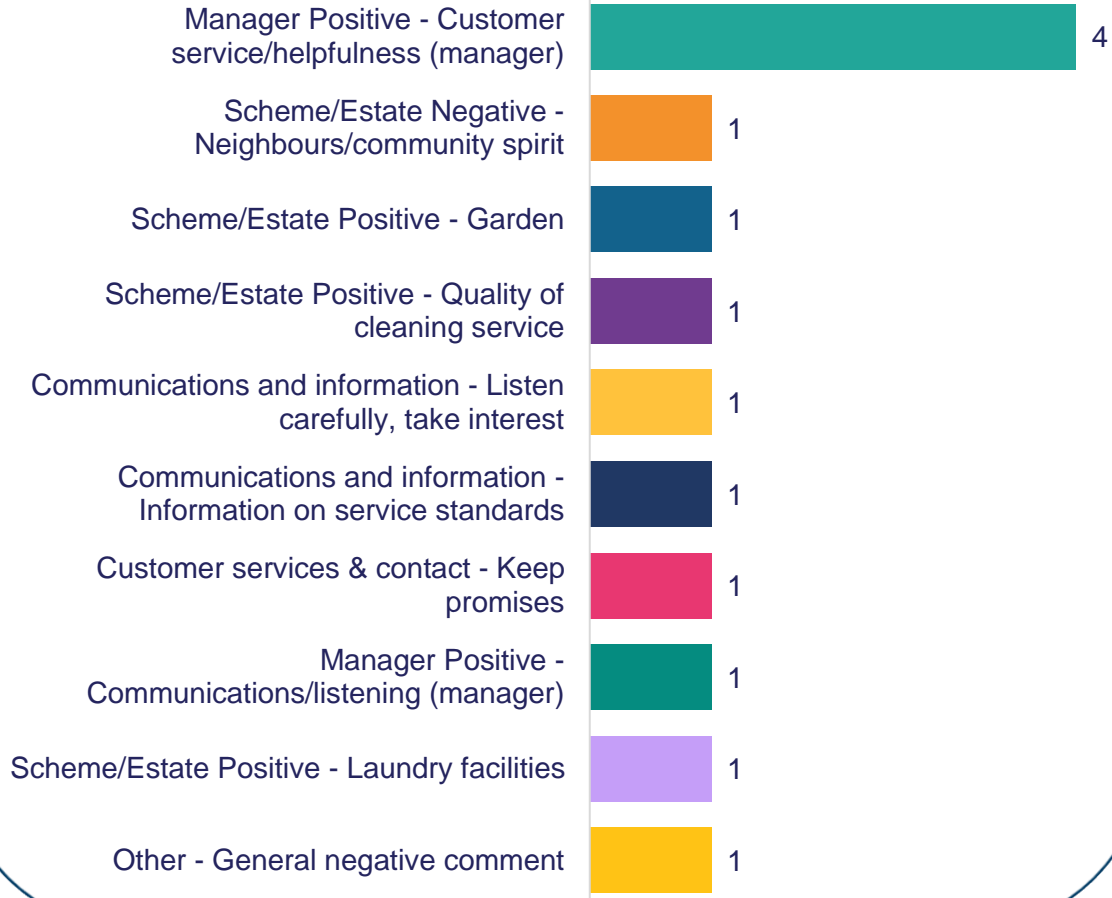 Manager Positive - Customer
service/helpfulness (manager)
4
Scheme/Estate Negative -
Neighbours/community spirit
1
Scheme/Estate Positive - Garden
1
Scheme/Estate Positive - Quality of
cleaning service
1
Communications and information - Listen
carefully, take interest
1
Communications and information -
Information on service standards
1
Customer services & contact - Keep
promises
1
Manager Positive -
Communications/listening (manager)
1
Scheme/Estate Positive - Laundry facilities
1
Other - General negative comment
1